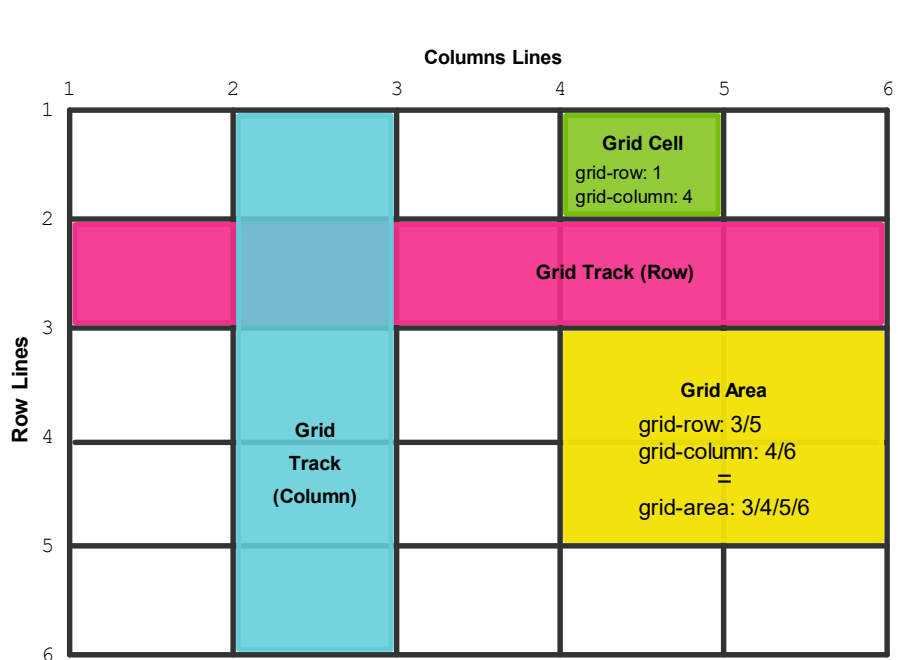 Columns Lines
1 2 3 4 5 6
1
Grid Cell
grid-row: 1
grid-column: 4
2
Grid Track (Row)
3
Row Lines
Grid Area
grid-row: 3/5
grid-column: 4/6
=
grid-area: 3/4/5/6
4
Grid
Track
(Column)
5
6